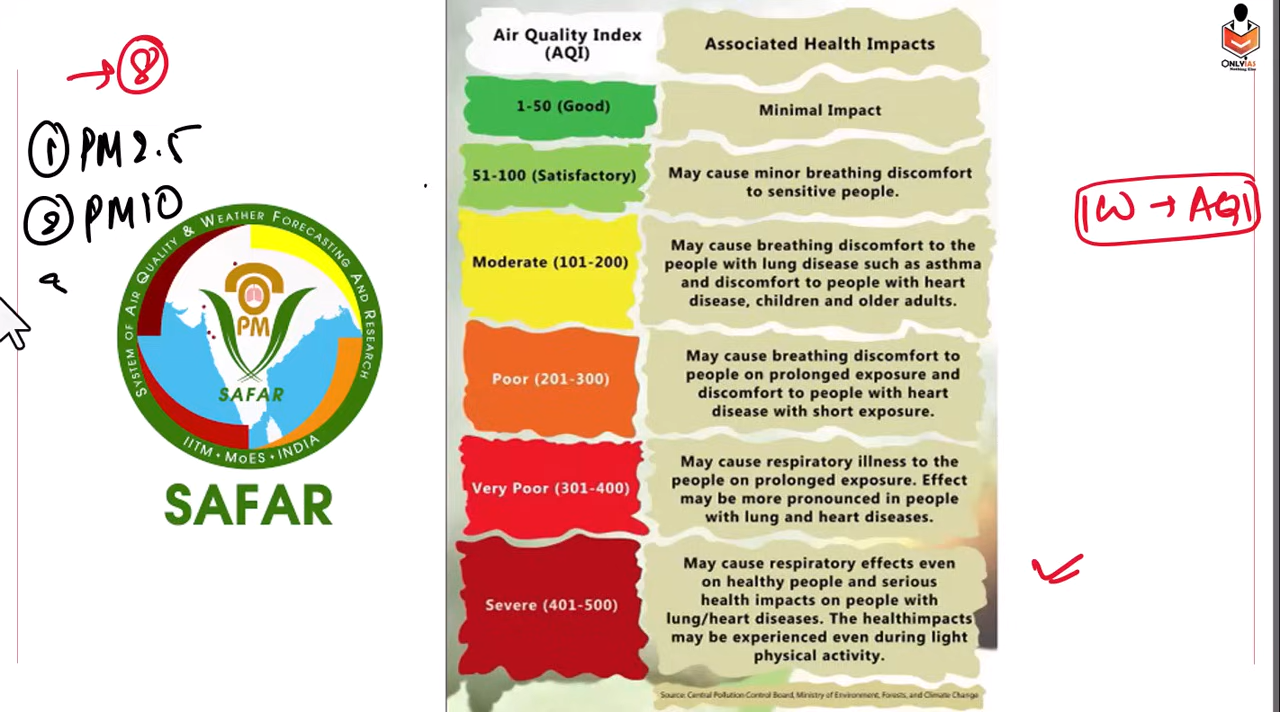 → 8
① PM 2.5
② PM10
SYSTEM OF AIR QUALITY & WEATHER FORECASTING AND RESEARCH
PM
SAFAR
IITM • MoES • INDIA
SAFAR
Air Quality Index
(AQI)
Associated Health Impacts
1-50 (Good)
Minimal Impact
51-100 (Satisfactory)
May cause minor breathing discomfort
to sensitive people.
Moderate (101-200)
May cause breathing discomfort to the
people with lung disease such as asthma
and discomfort to people with heart
disease, children and older adults.
Poor (201-300)
May cause breathing discomfort to
people on prolonged exposure and
discomfort to people with heart
disease with short exposure.
Very Poor (301-400)
May cause respiratory illness to the
people on prolonged exposure. Effect
may be more pronounced in people
with lung and heart diseases.
Severe (401-500)
May cause respiratory effects even
on healthy people and serious
health impacts on people with
lung/heart diseases. The healthimpacts
may be experienced even during light
physical activity.
Source: Central Pollution Control Board, Ministry of Environment, Forests, and Climate Change
ONLYIAS
Nothing Else
→ AQI